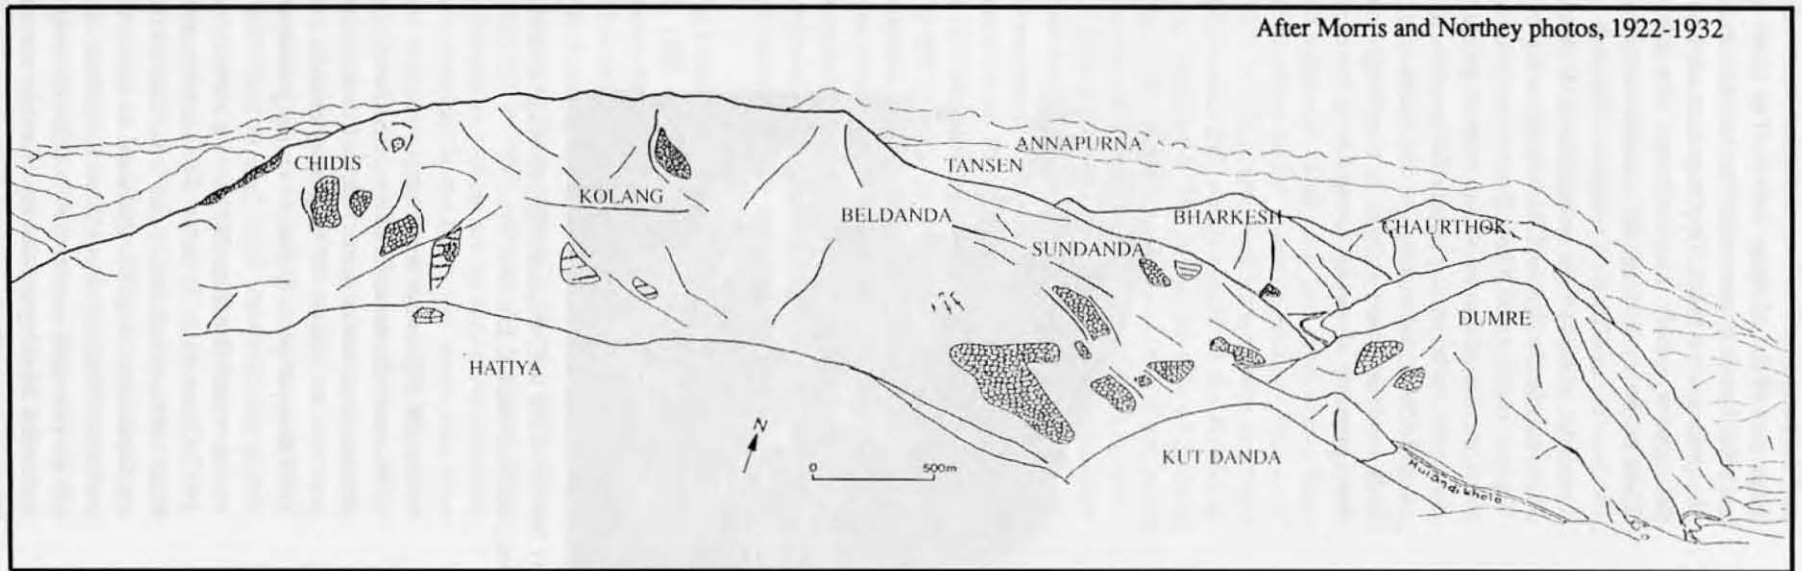 After Morris and Northey photos, 1922-1932
ANNAPURNA
TANSEN
CHIDIS
KOLANG
BELDANDA
BHARKESH
CHAURTHOK
SUNDANDA
DUMRE
HATIYA
KUT DANDA
N
0 500m
Hulandi khola